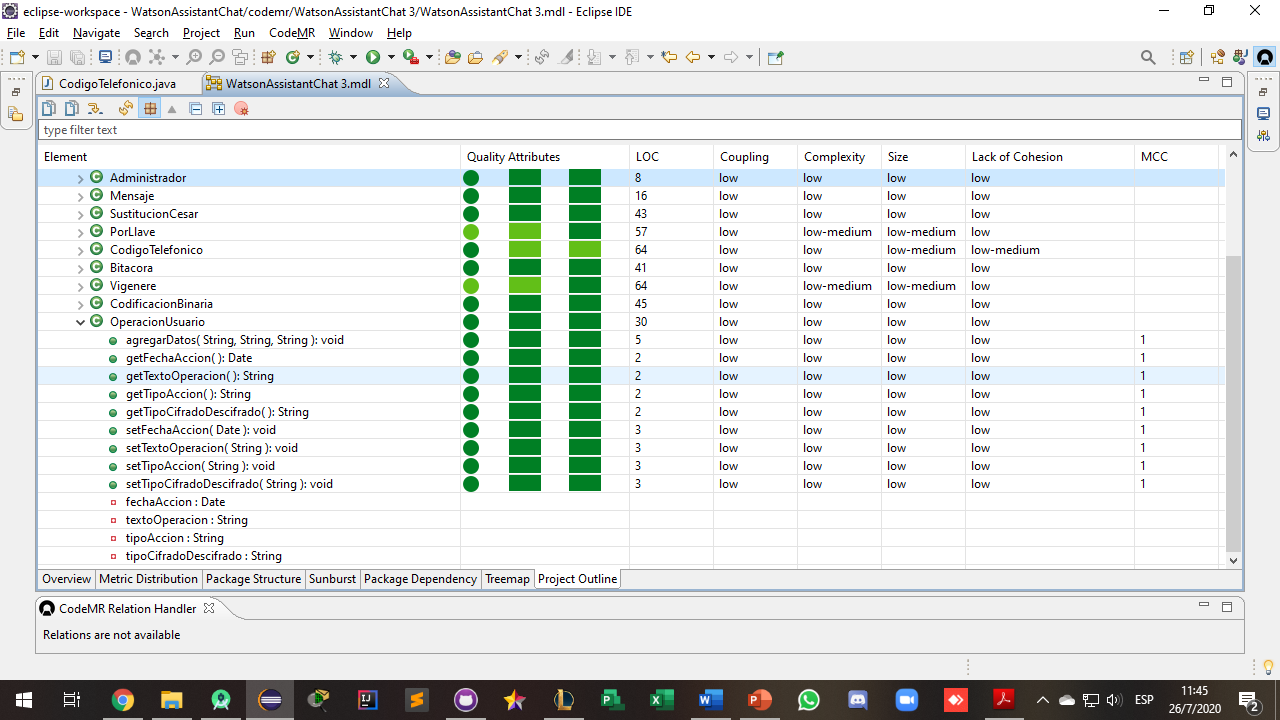 eclipse-workspace - WatsonAssistantChat/codemr/WatsonAssistantChat 3/WatsonAssistantChat 3.mdl - Eclipse IDE
File Edit Navigate Search Project Run CodeMR Window Help
CodigoTelefonico.java WatsonAssistantChat 3.mdl
type filter text
Element Quality Attributes LOC Coupling Complexity Size Lack of Cohesion MCC
Administrador 8 low low low low
Mensaje 16 low low low low
SustitucionCesar 43 low low low low
PorLlave 57 low low-medium low-medium low
CodigoTelefonico 64 low low low-medium low-medium
Bitacora 41 low low low low
Vigenere 64 low low-medium low-medium low
CodificacionBinaria 45 low low low low
OperacionUsuario 30 low low low low
agregarDatos( String, String, String ): void 5 low low low low 1
getFechaAccion( ): Date 2 low low low low 1
getTextoOperacion( ): String 2 low low low low 1
getTipoAccion( ): String 2 low low low low 1
getTipoCifradoDescifrado( ): String 2 low low low low 1
setFechaAccion( Date ): void 3 low low low low 1
setTextoOperacion( String ): void 3 low low low low 1
setTipoAccion( String ): void 3 low low low low 1
setTipoCifradoDescifrado( String ): void 3 low low low low 1
fechaAccion : Date
textoOperacion : String
tipoAccion : String
tipoCifradoDescifrado : String
Overview Metric Distribution Package Structure Sunburst Package Dependency Treemap Project Outline
CodeMR Relation Handler
Relations are not available
ESP 11:45
26/7/2020 2